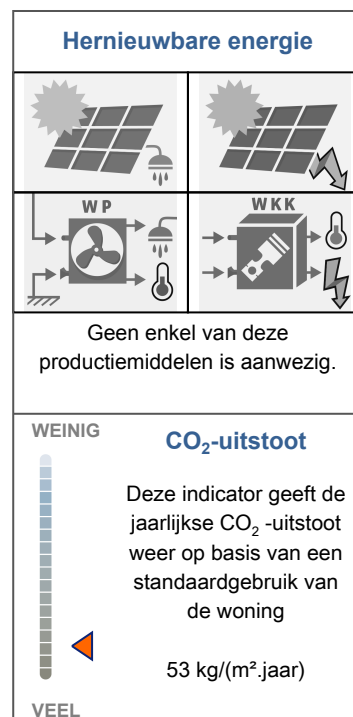 Hernieuwbare energie
WP
WKK
Geen enkel van deze
productiemiddelen is aanwezig.
WEINIG
CO₂-uitstoot
Deze indicator geeft de
jaarlijkse CO₂ -uitstoot
weer op basis van een
standaardgebruik van
de woning
53 kg/(m².jaar)
VEEL